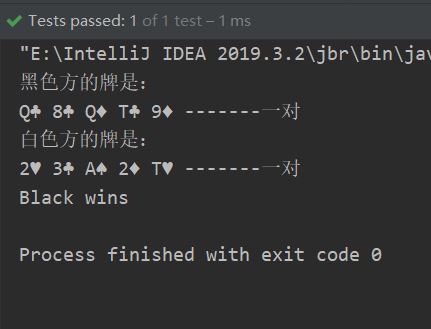 Tests passed: 1 of 1 test – 1 ms
"E:\IntelliJ IDEA 2019.3.2\jbr\bin\jav
黑色方的牌是：
Q♣ 8♣ Q♦ T♣ 9♦ -------一对
白色方的牌是：
2♥ 3♣ A♠ 2♦ T♥ -------一对
Black wins
Process finished with exit code 0